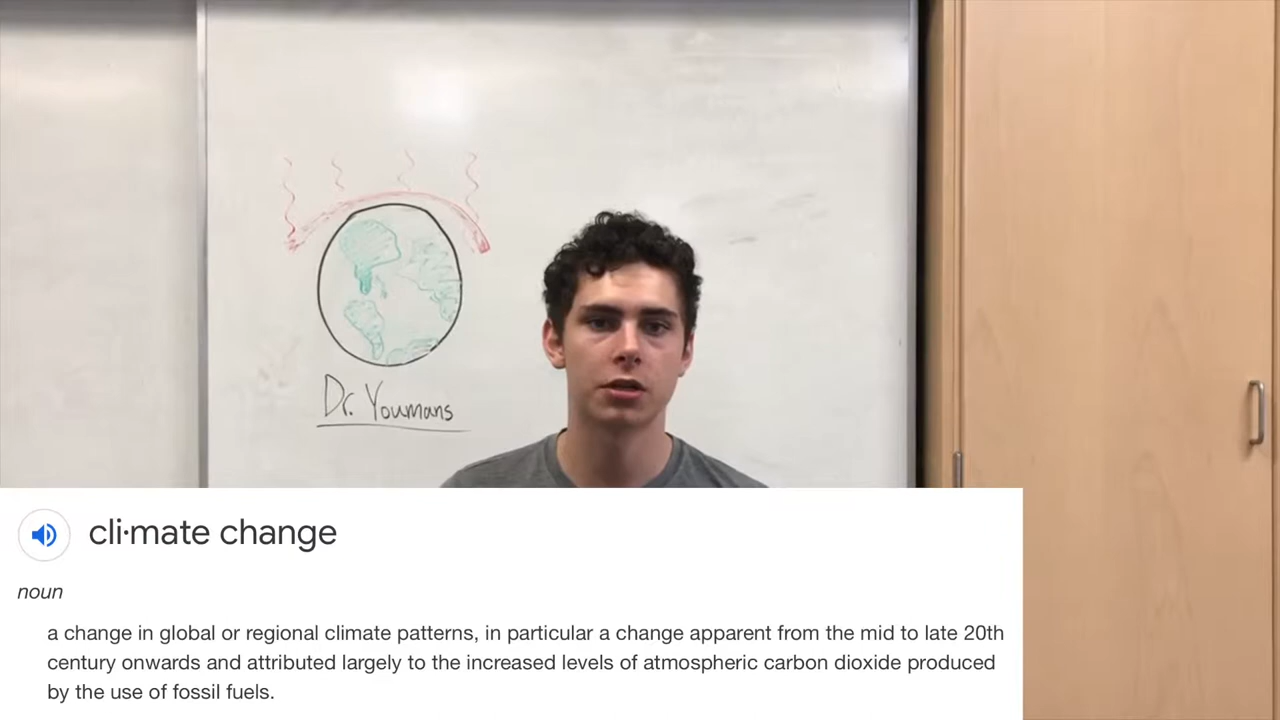 Dr. Youmans
cli·mate change
noun
a change in global or regional climate patterns, in particular a change apparent from the mid to late 20th
century onwards and attributed largely to the increased levels of atmospheric carbon dioxide produced
by the use of fossil fuels.